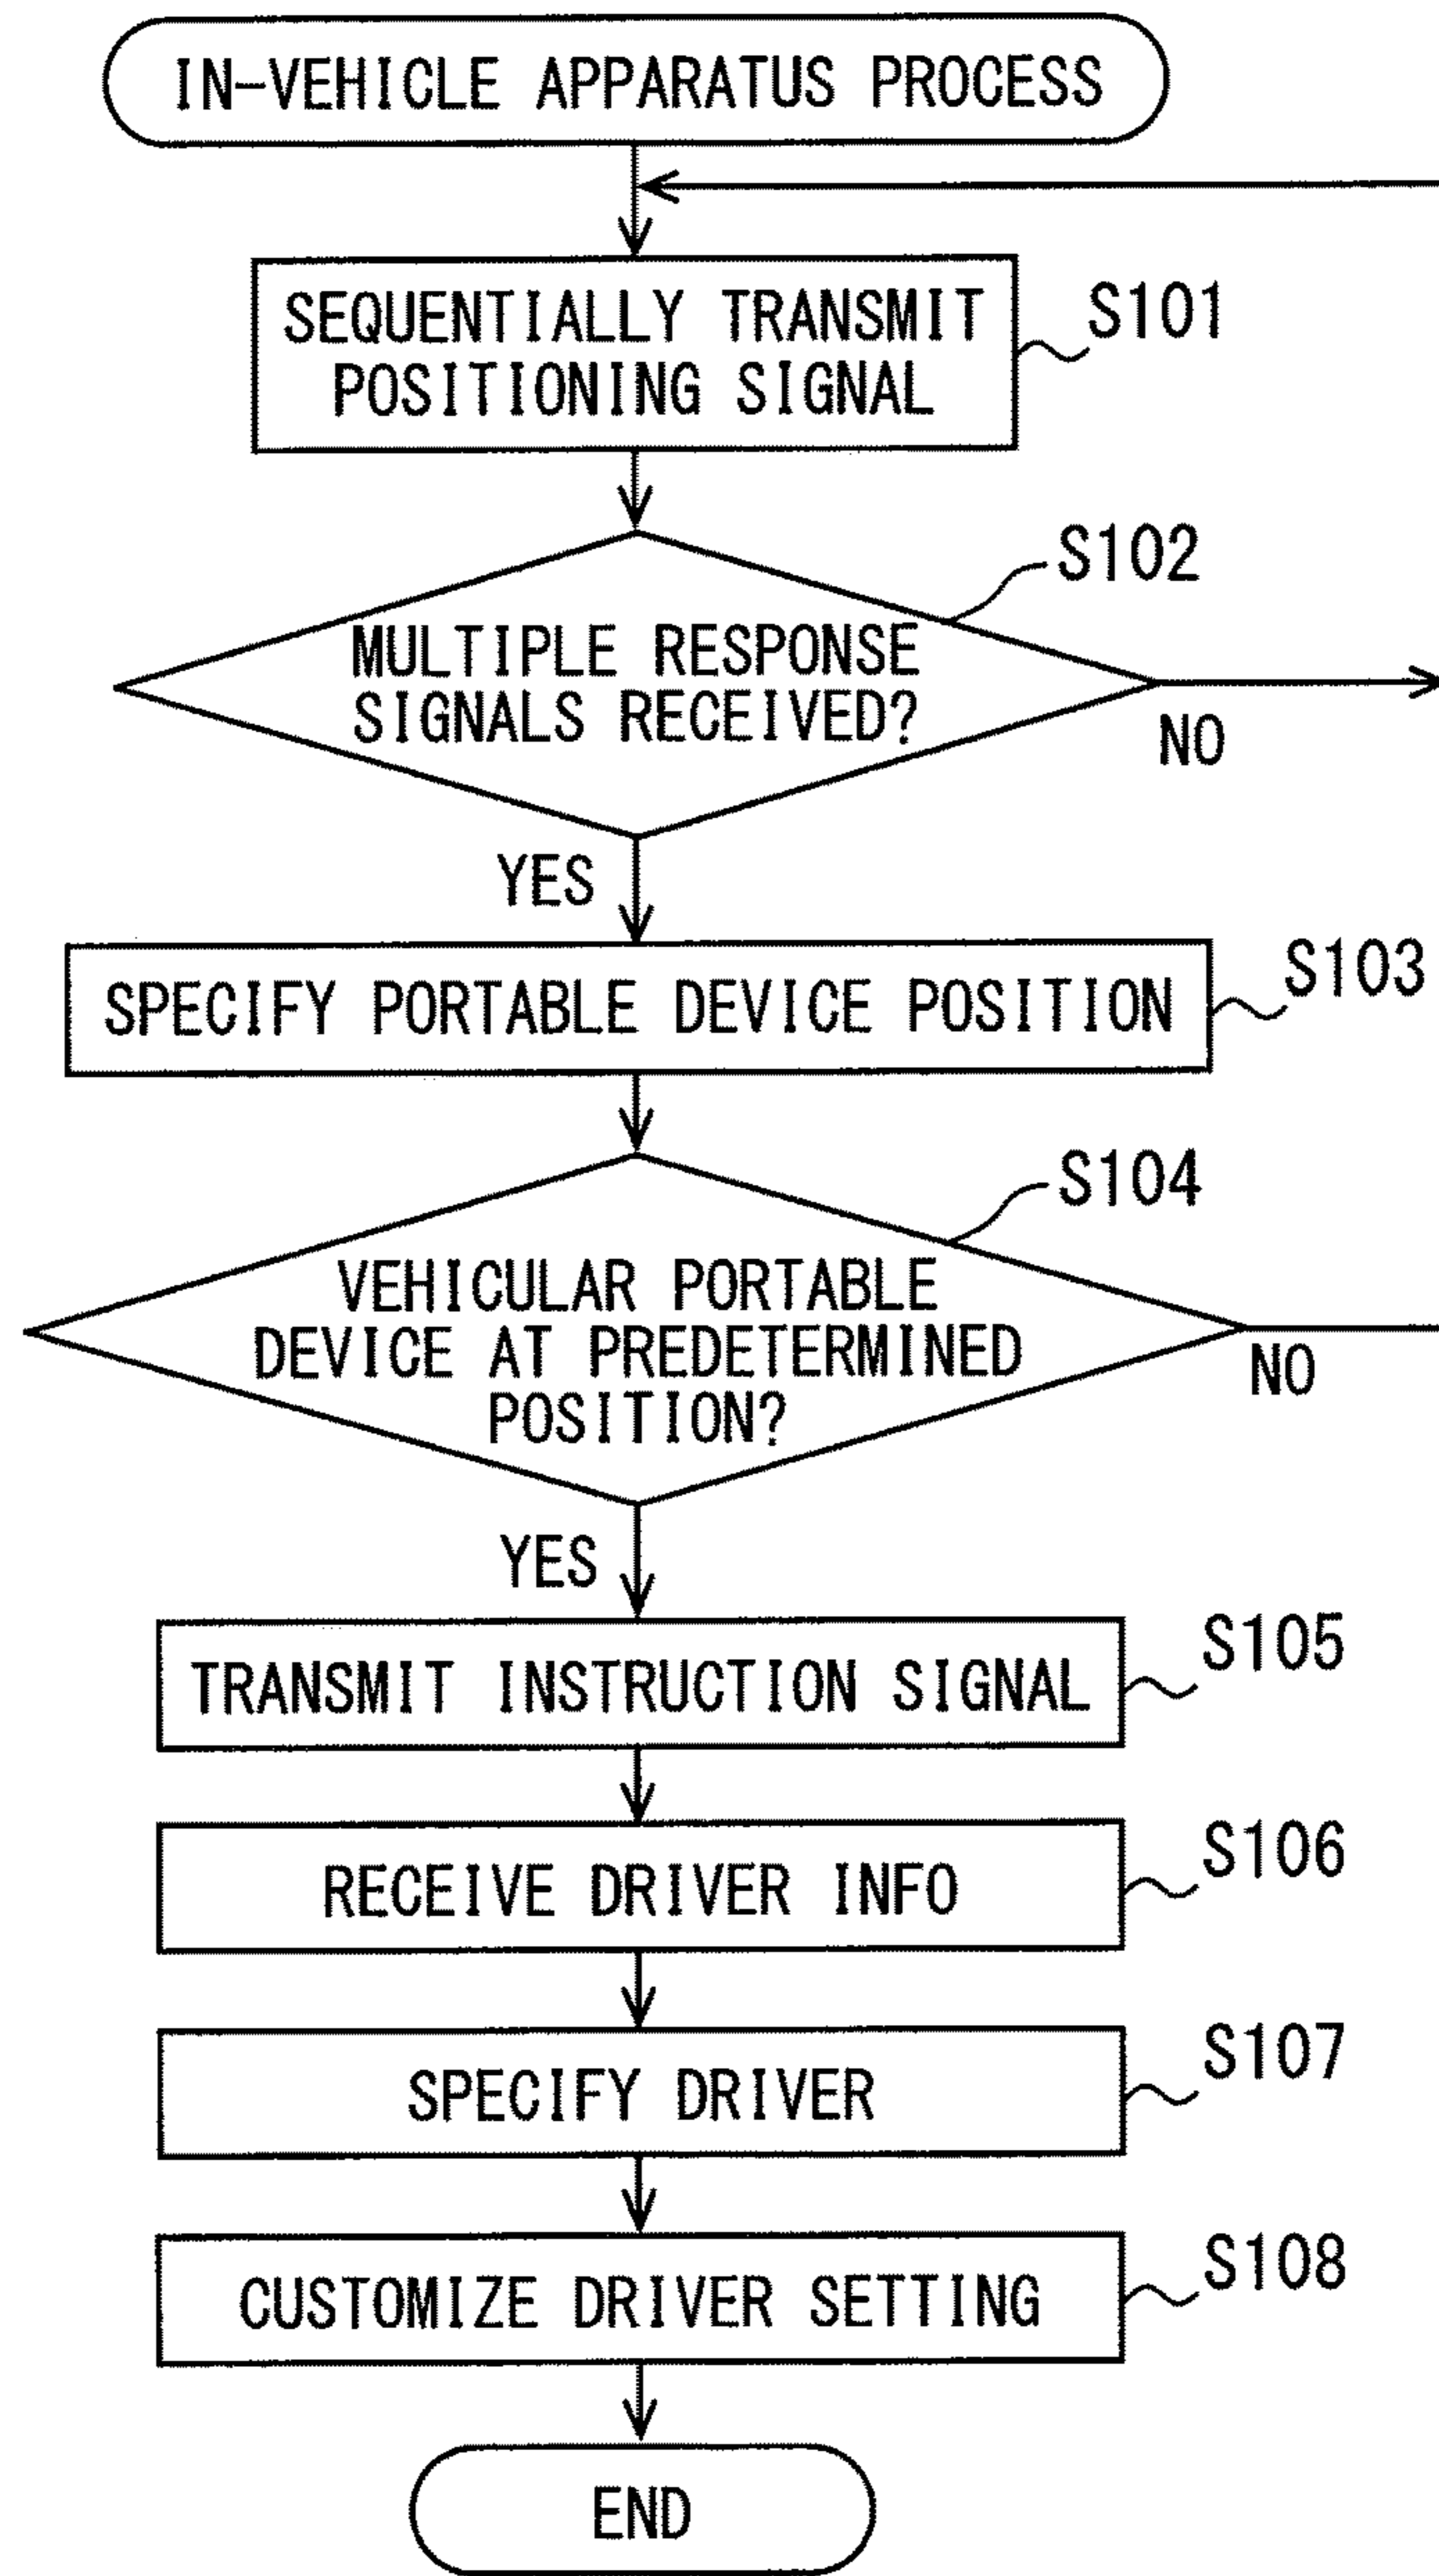 IN-VEHICLE APPARATUS PROCESS
SEQUENTIALLY TRANSMIT
POSITIONING SIGNAL
S101
S102
MULTIPLE RESPONSE
SIGNALS RECEIVED?
NO
YES
SPECIFY PORTABLE DEVICE POSITION
S103
S104
VEHICULAR PORTABLE
DEVICE AT PREDETERMINED
POSITION?
NO
YES
TRANSMIT INSTRUCTION SIGNAL
S105
RECEIVE DRIVER INFO
S106
SPECIFY DRIVER
S107
CUSTOMIZE DRIVER SETTING
S108
END